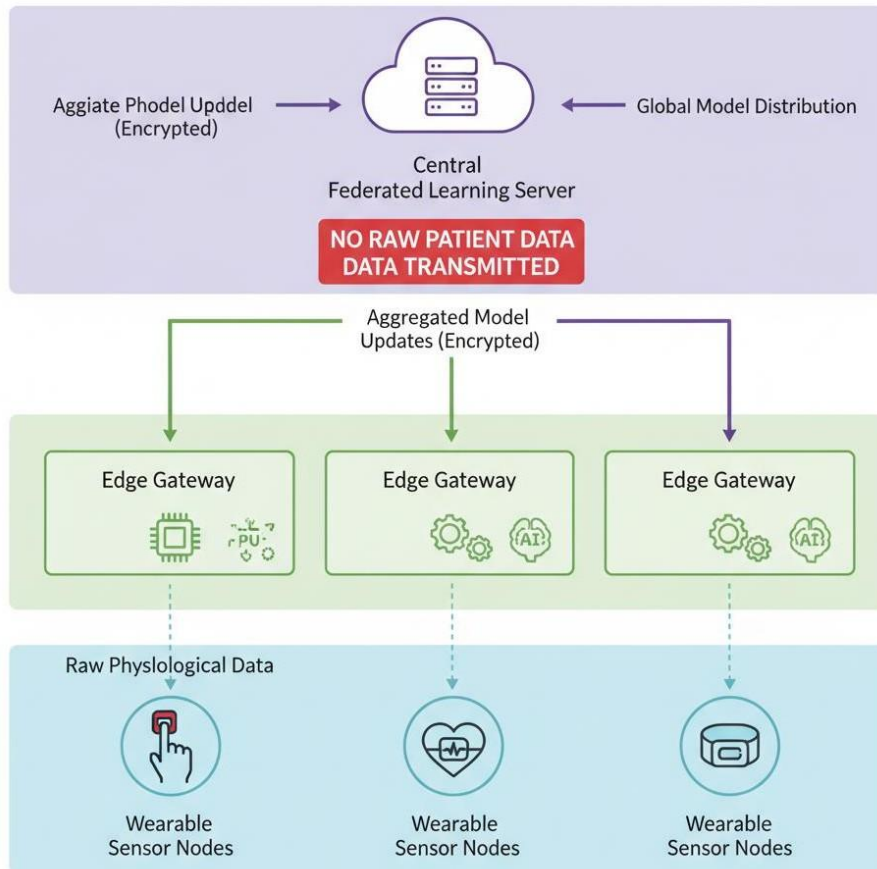 Aggiate Phodel Upddel
(Encrypted)
Global Model Distribution
Central
Federated Learning Server
NO RAW PATIENT DATA
DATA TRANSMITTED
Aggregated Model
Updates (Encrypted)
Edge Gateway
PU
Edge Gateway
AI
Edge Gateway
AI
Raw Physlological Data
Wearable
Sensor Nodes
Wearable
Sensor Nodes
Wearable
Sensor Nodes